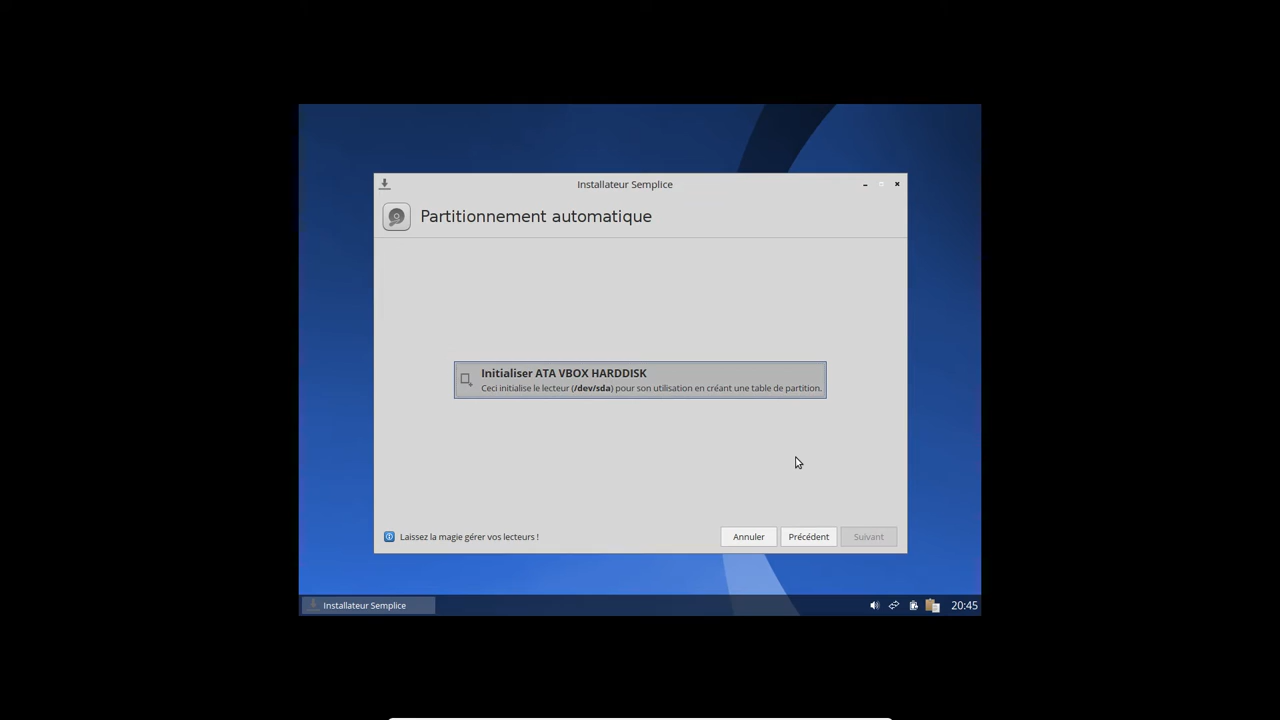 Installateur Semplice
Partitionnement automatique
Initialiser ATA VBOX HARDDISK
Ceci initialise le lecteur (/dev/sda) pour son utilisation en créant une table de partition.
Laissez la magie gérer vos lecteurs !
Annuler
Précédent
Suivant
Installateur Semplice
20:45